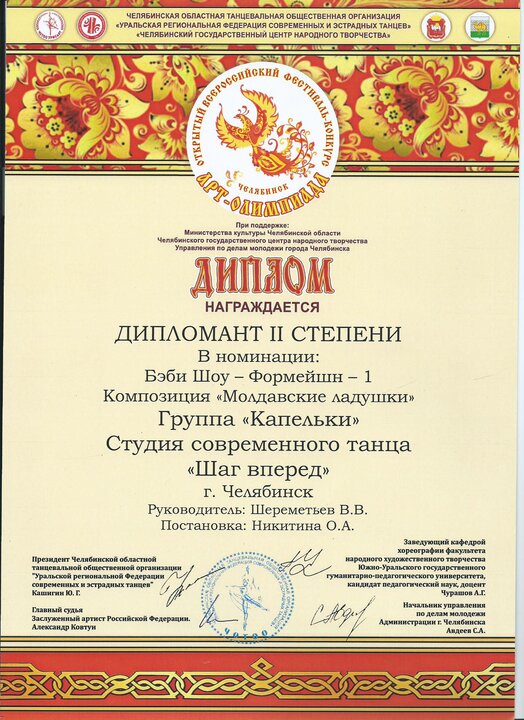 ЧЕЛЯБИНСКАЯ ОБЛАСТНАЯ ТАНЦЕВАЛЬНАЯ ОБЩЕСТВЕННАЯ ОРГАНИЗАЦИЯ
«УРАЛЬСКАЯ РЕГИОНАЛЬНАЯ ФЕДЕРАЦИЯ СОВРЕМЕННЫХ И ЭСТРАДНЫХ ТАНЦЕВ»
«ЧЕЛЯБИНСКИЙ ГОСУДАРСТВЕННЫЙ ЦЕНТР НАРОДНОГО ТВОРЧЕСТВА»
ОТКРЫТЫЙ ВСЕРОССИЙСКИЙ ФЕСТИВАЛЬ-КОНКУРС
ЧЕЛЯБИНСК
АРТ-ОЛИМПИАДА
При поддержке:
Министерства культуры Челябинской области
Челябинского государственного центра народного творчества
Управления по делам молодежи города Челябинска
ДИПЛОМ
НАГРАЖДАЕТСЯ
ДИПЛОМАНТ II СТЕПЕНИ
В номинации:
Бэби Шоу – Формейшн – 1
Композиция «Молдавские ладушки»
Группа «Капельки»
Студия современного танца
«Шаг вперед»
г. Челябинск
Руководитель: Шереметьев В.В.
Постановка: Никитина О.А.
Президент Челябинской областной
танцевальной общественной организации
"Уральской региональной Федерации
современных и эстрадных танцев"
Кашигин Ю. Г.
Главный судья
Заслуженный артист Российской Федерации.
Александр Ковтун
Заведующий кафедрой
хореографии факультета
народного художественного творчества
Южно-Уральского государственного
гуманитарно-педагогического университета,
кандидат педагогический наук, доцент
Чурашов А.Г.
Начальник управления
по делам молодежи
Администрации г. Челябинска
Авдеев С.А.